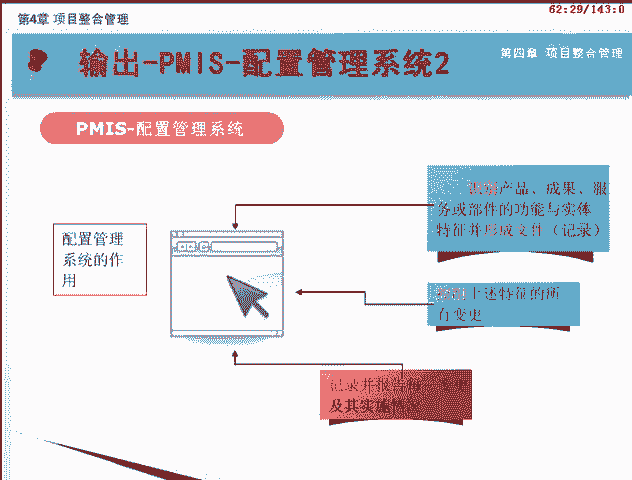 第4章 项目整合管理
62:29/143:0
输出-PMIS-配置管理系统2
第四章 项目整合管理
PMIS-配置管理系统
配置管理
系统的作
用
识别产品、成果、服
务或部件的功能与实体
特征并形成文件（记录）
上述特征的所
有变更
记录并报告每一变更
及其实施情况